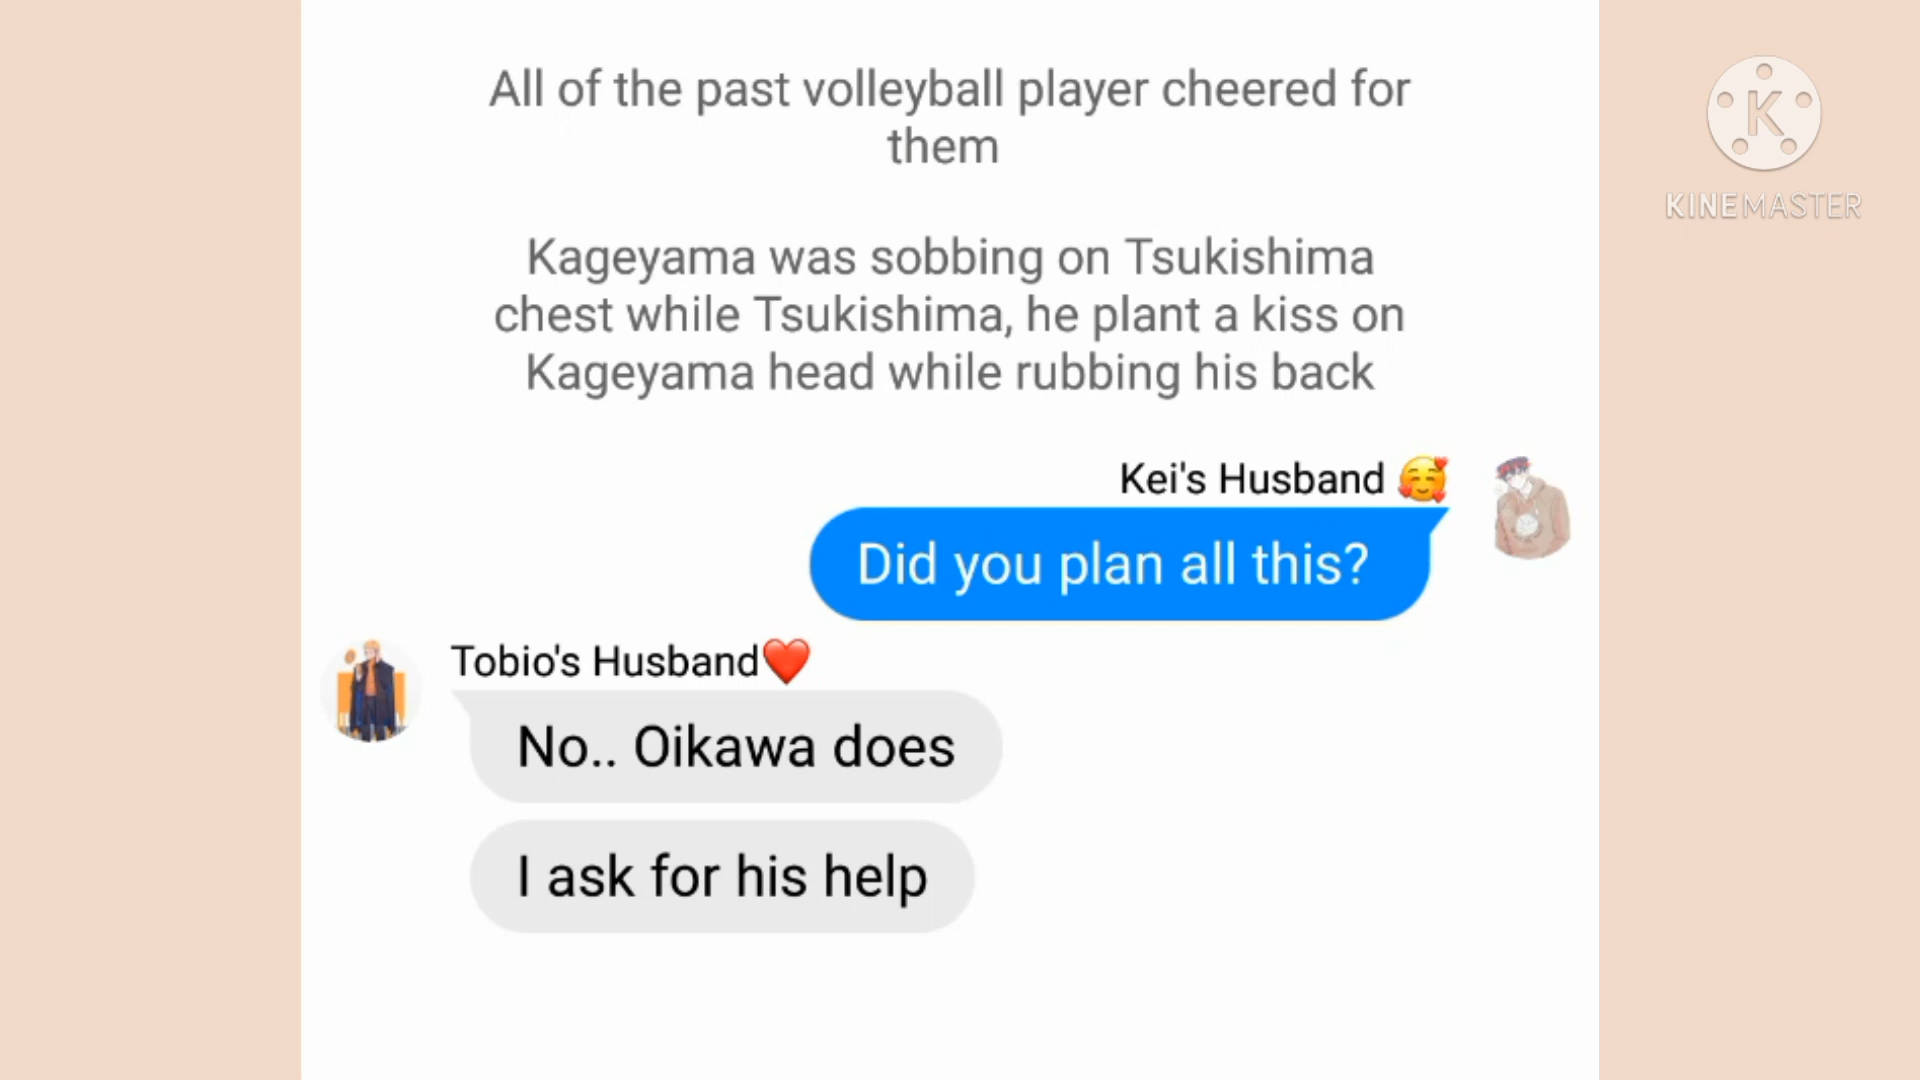 All of the past volleyball player cheered for
them
Kageyama was sobbing on Tsukishima
chest while Tsukishima, he plant a kiss on
Kageyama head while rubbing his back
Kei's Husband 🥰
Did you plan all this?
Tobio's Husband❤️
No.. Oikawa does
I ask for his help
K
KINEMASTER